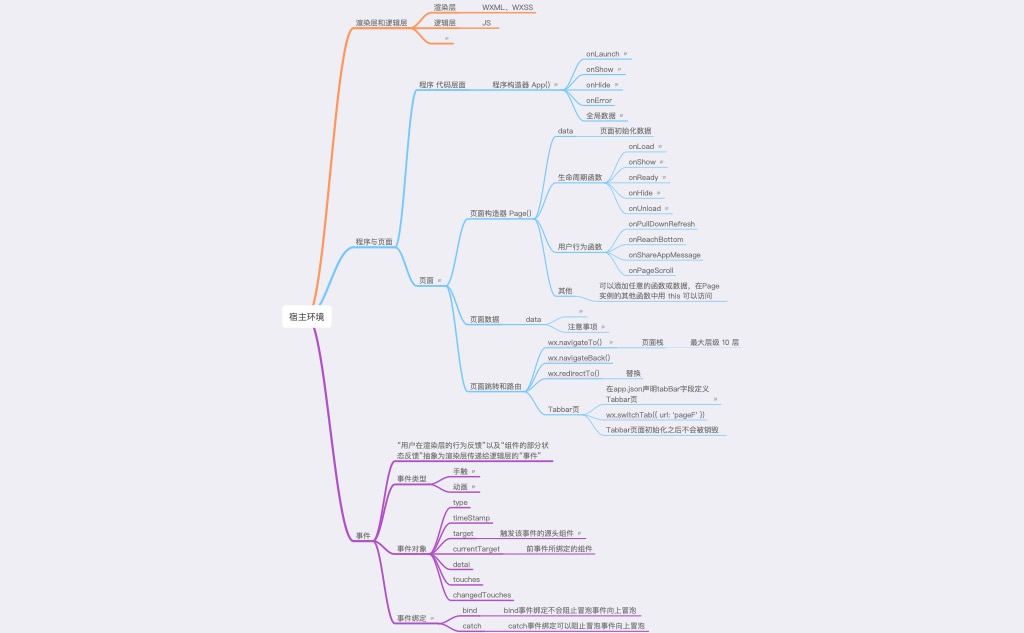 渲染层
WXML、WXSS
渲染层和逻辑层
逻辑层
JS
程序 代码层面
程序构造器 App()
onLaunch
onShow
onHide
onError
全局数据
data
页面初始化数据
onLoad
onShow
生命周期函数
onReady
onHide
onUnload
页面构造器 Page()
onPullDownRefresh
onReachBottom
用户行为函数
onShareAppMessage
onPageScroll
程序与页面
页面
其他
可以添加任意的函数或数据，在Page
实例的其他函数中用 this 可以访问
宿主环境
页面数据
data
注意事项
wx.navigateTo()
页面栈
最大层级 10 层
wx.navigateBack()
wx.redirectTo()
替换
页面跳转和路由
在app.json声明tabBar字段定义
Tabbar页
Tabbar页
wx.switchTab({ url: 'pageF' })
Tabbar页面初始化之后不会被销毁
“用户在渲染层的行为反馈”以及“组件的部分状
态反馈”抽象为渲染层传递给逻辑层的“事件”
手触
事件类型
动画
type
timeStamp
事件
target
触发该事件的源头组件
事件对象
currentTarget
前事件所绑定的组件
detai
touches
changedTouches
bind
bind事件绑定不会阻止冒泡事件向上冒泡
事件绑定
catch
catch事件绑定可以阻止冒泡事件向上冒泡